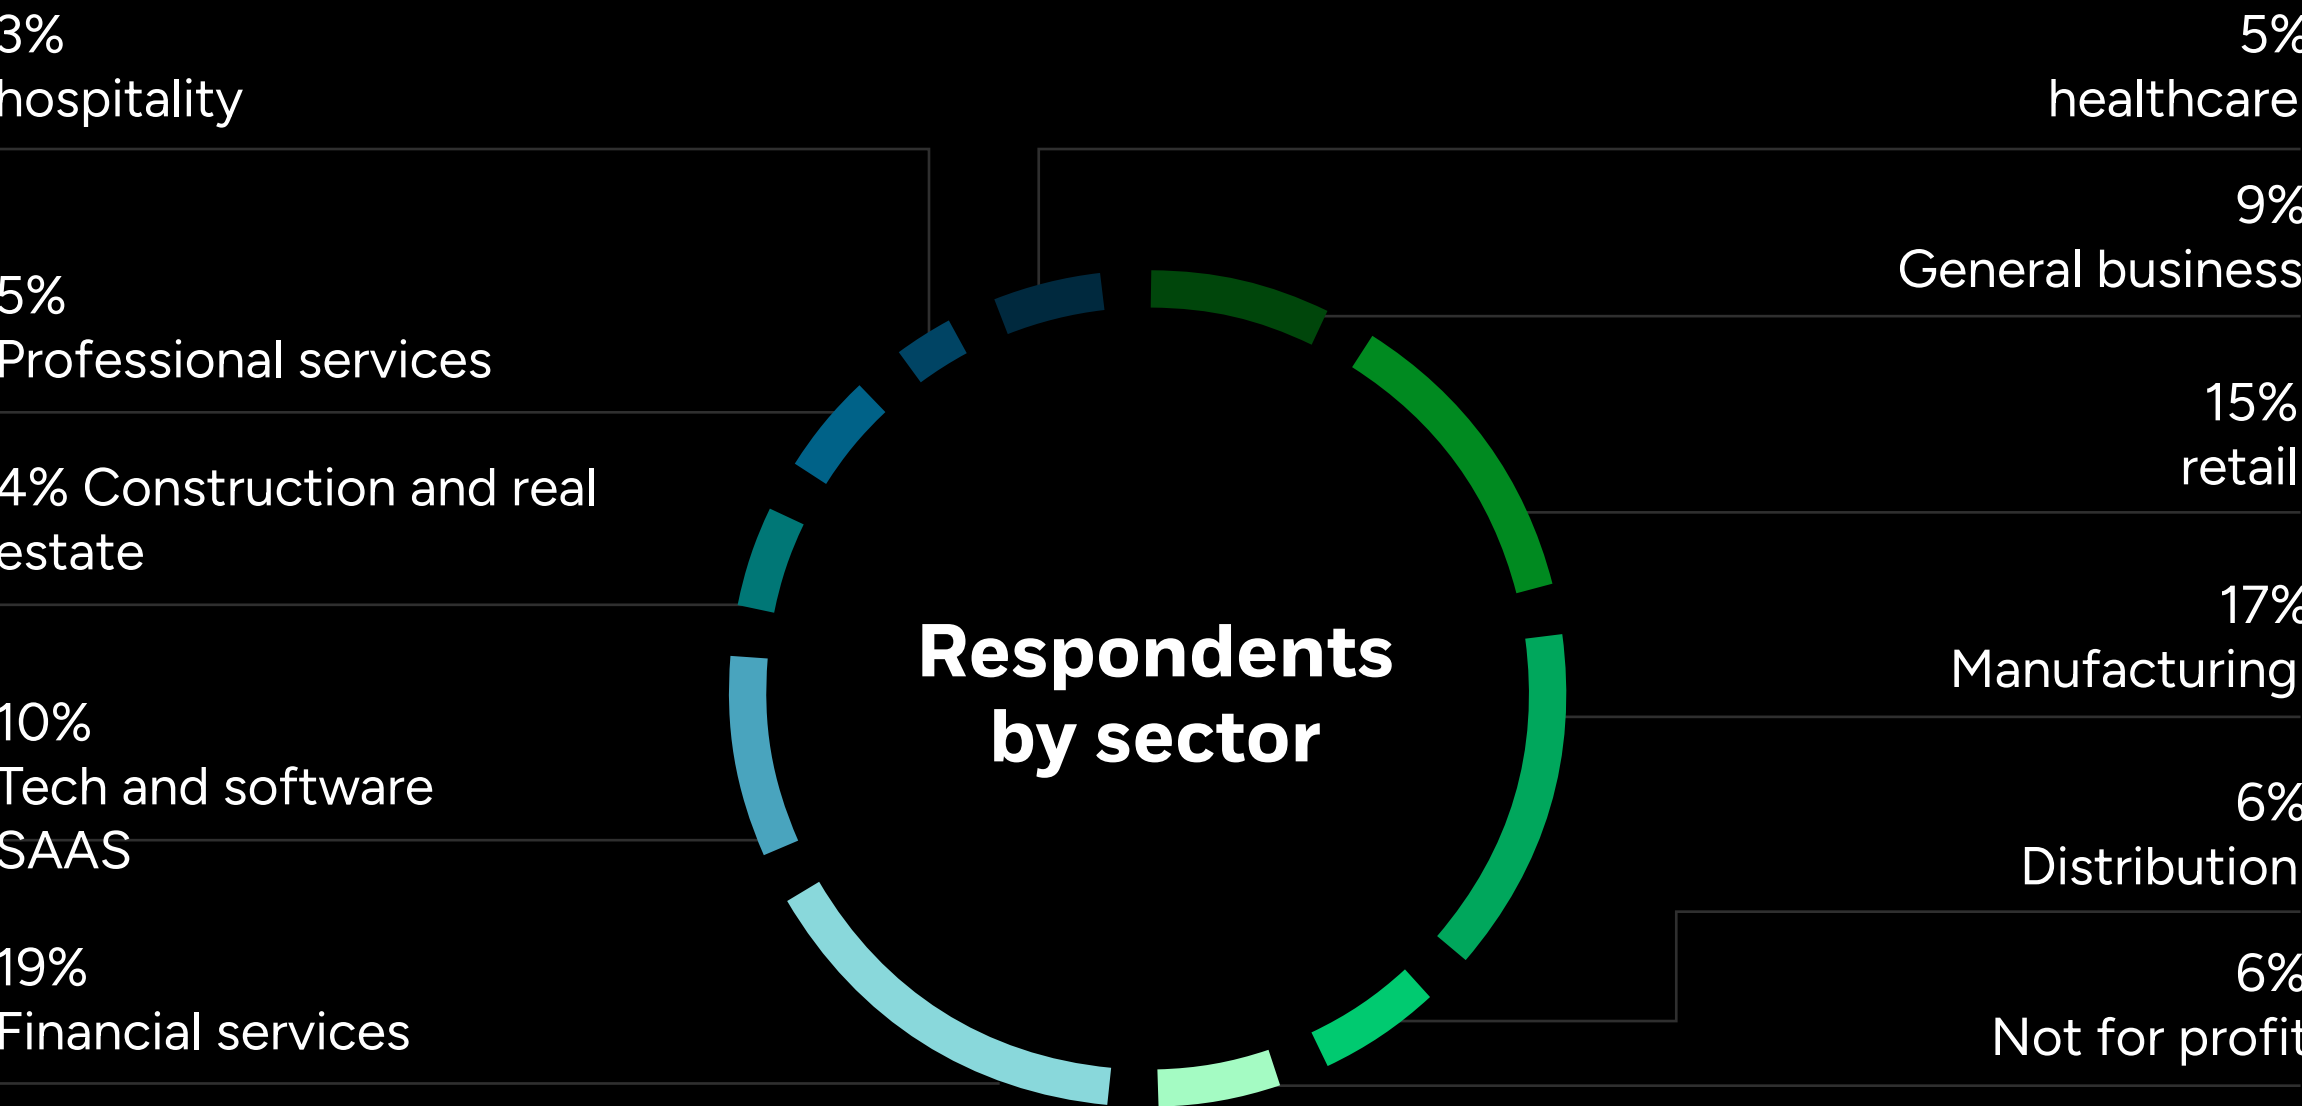 3%
hospitality
5%
Professional services
4% Construction and real
estate
10%
Tech and software
SAAS
19%
Financial services
Respondents
by sector
5%
healthcare
9%
General business
15%
retail
17%
Manufacturing
6%
Distribution
6%
Not for profit